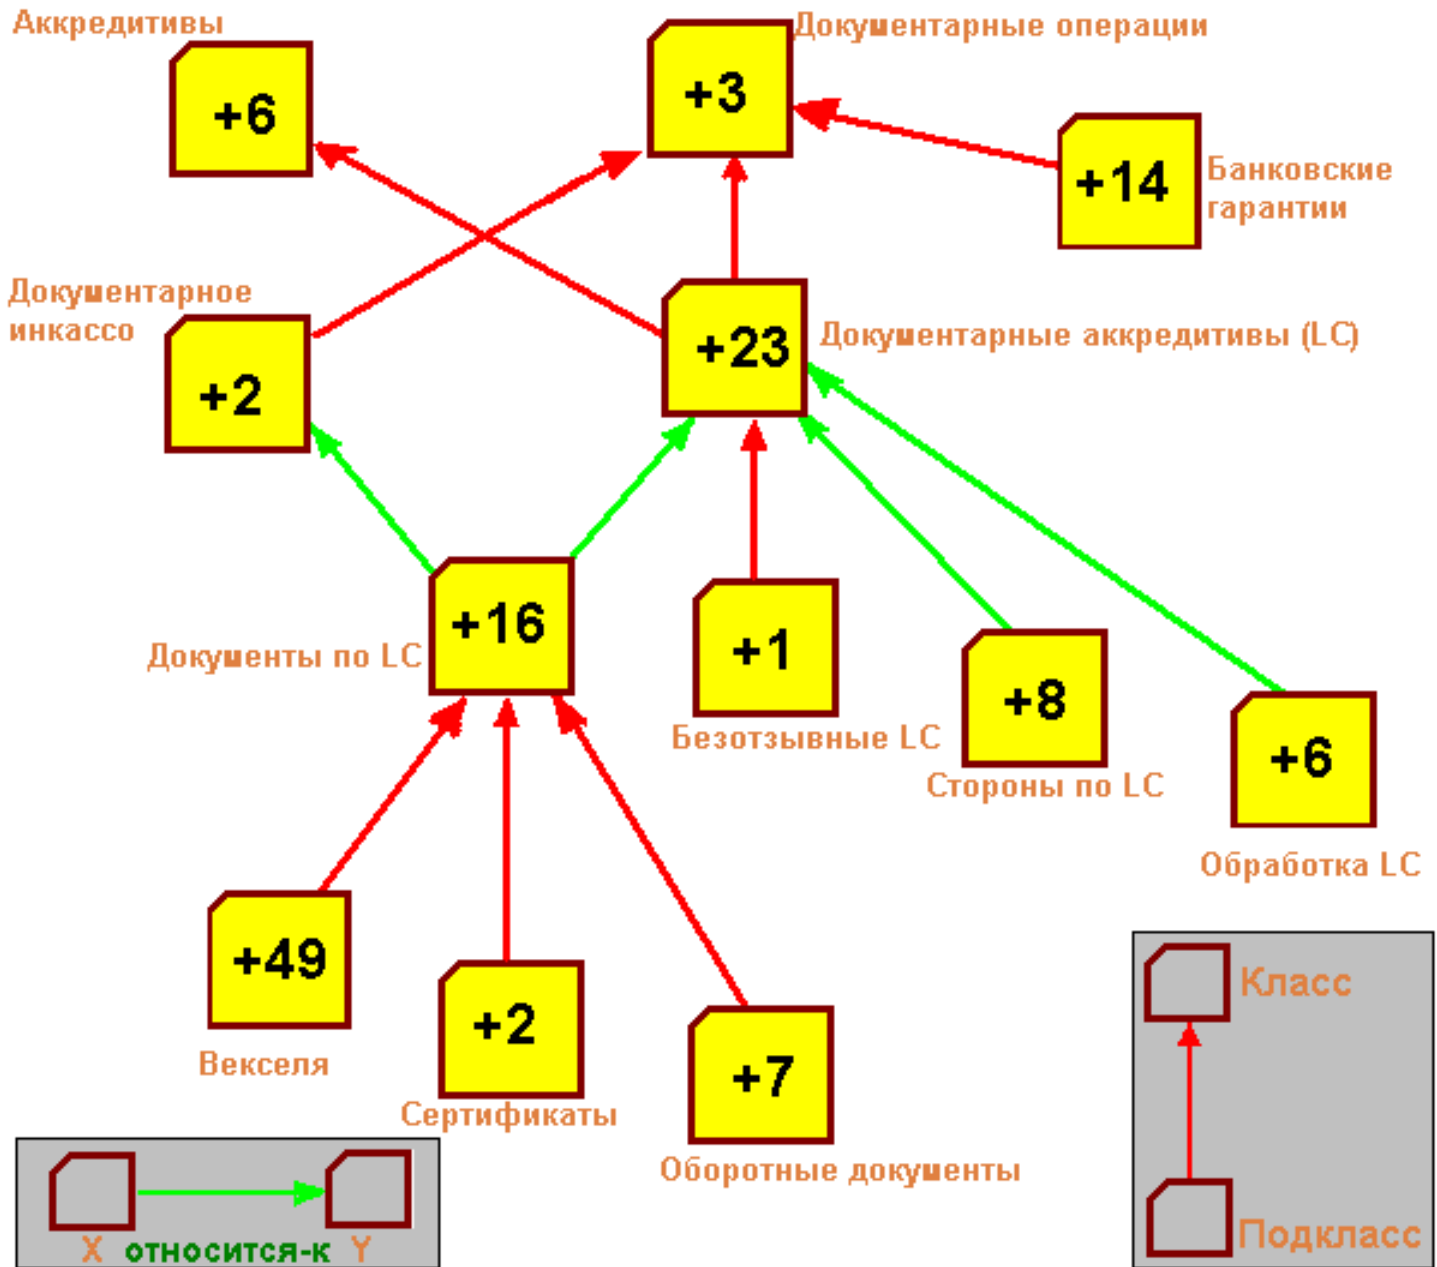 Аккредитивы
Документарные операции
+6
+3
+14
Банковские
гарантии
Документарное
инкассо
+2
+23
Документарные аккредитивы (LC)
+16
Документы по LC
+1
Безотзывные LC
+8
Стороны по LC
+6
Обработка LC
+49
Векселя
+2
Сертификаты
+7
Оборотные документы
Класс
Подкласс
X относится-к Y